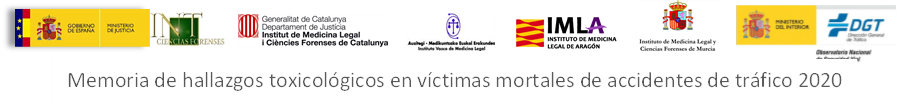 GOBIERNO DE ESPAÑA
MINISTERIO DE JUSTICIA
INT
CIENCIAS FORENSES
Generalitat de Catalunya
Departament de Justícia
Institut de Medicina Legal
i Ciències Forenses de Catalunya
Auzitegi - Medikuntzako Euskal Erakundea
Instituto Vasco de Medicina Legal
IMLA
INSTITUTO DE MEDICINA
LEGAL DE ARAGÓN
Instituto de Medicina Legal y
Ciencias Forenses de Murcia
MINISTERIO DEL INTERIOR
DGT
Dirección General
de Tráfico
Observatorio Nacional
Memoria de hallazgos toxicológicos en víctimas mortales de accidentes de tráfico 2020